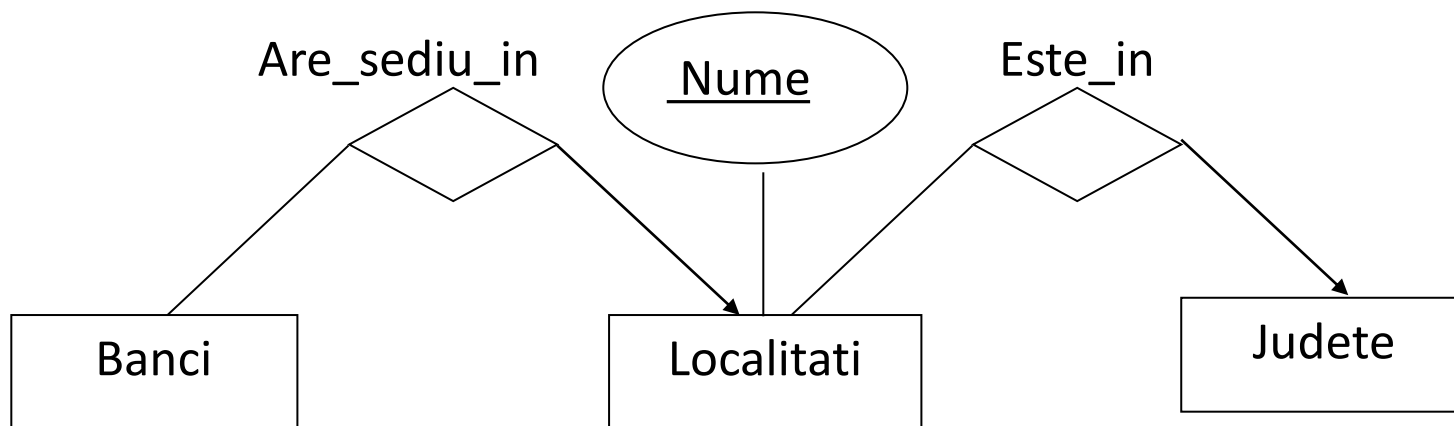 Are_sediu_in
Nume
Este_in
Banci
Localitati
Judete